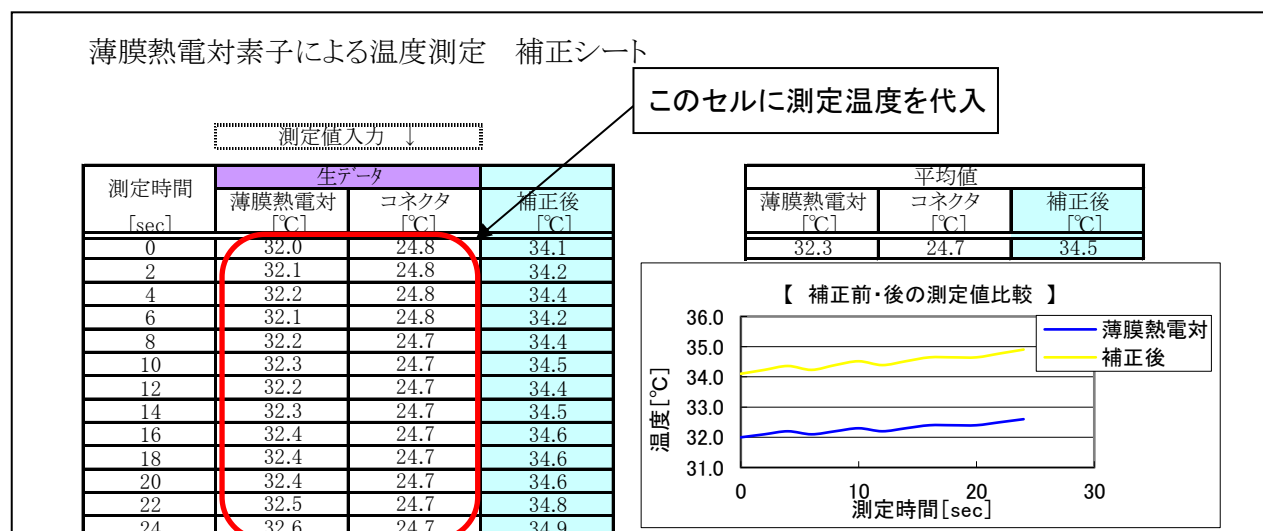 薄膜熱電対素子による温度測定　補正シート
このセルに測定温度を代入
測定値入力　↓
測定時間
[sec]
生データ
薄膜熱電対
[℃]
コネクタ
[℃]
補正後
[℃]
0 32.0 24.8 34.1
2 32.1 24.8 34.2
4 32.2 24.8 34.4
6 32.1 24.8 34.2
8 32.2 24.7 34.4
10 32.3 24.7 34.5
12 32.2 24.7 34.4
14 32.3 24.7 34.5
16 32.4 24.7 34.6
18 32.4 24.7 34.6
20 32.4 24.7 34.6
22 32.5 24.7 34.8
24 32.6 24.7 34.9
平均値
薄膜熱電対
[℃]
コネクタ
[℃]
補正後
[℃]
32.3 24.7 34.5
【 補正前・後の測定値比較 】
36.0
35.0
34.0
33.0
32.0
31.0
温度[℃]
薄膜熱電対
補正後
0 10 20 30
測定時間[sec]